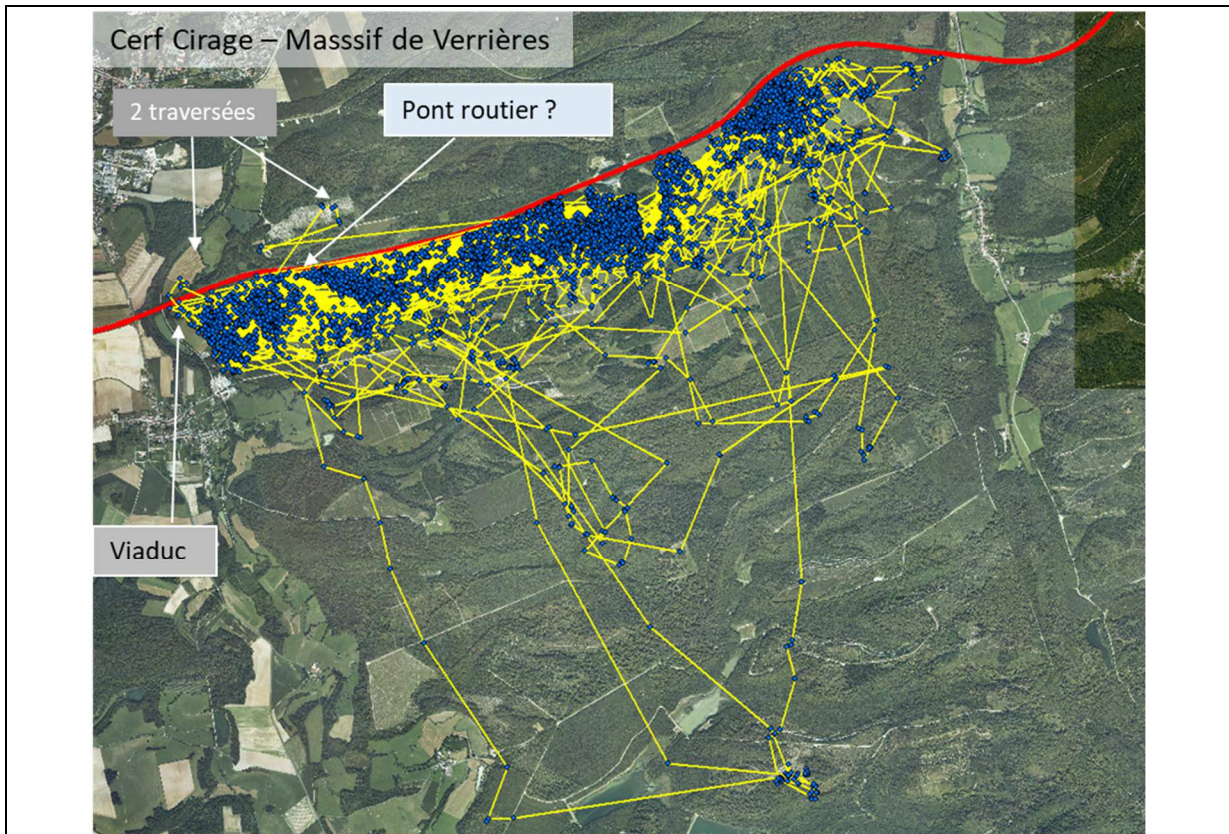 Cerf Cirage – Masssif de Verrières
2 traversées
Pont routier ?
Viaduc